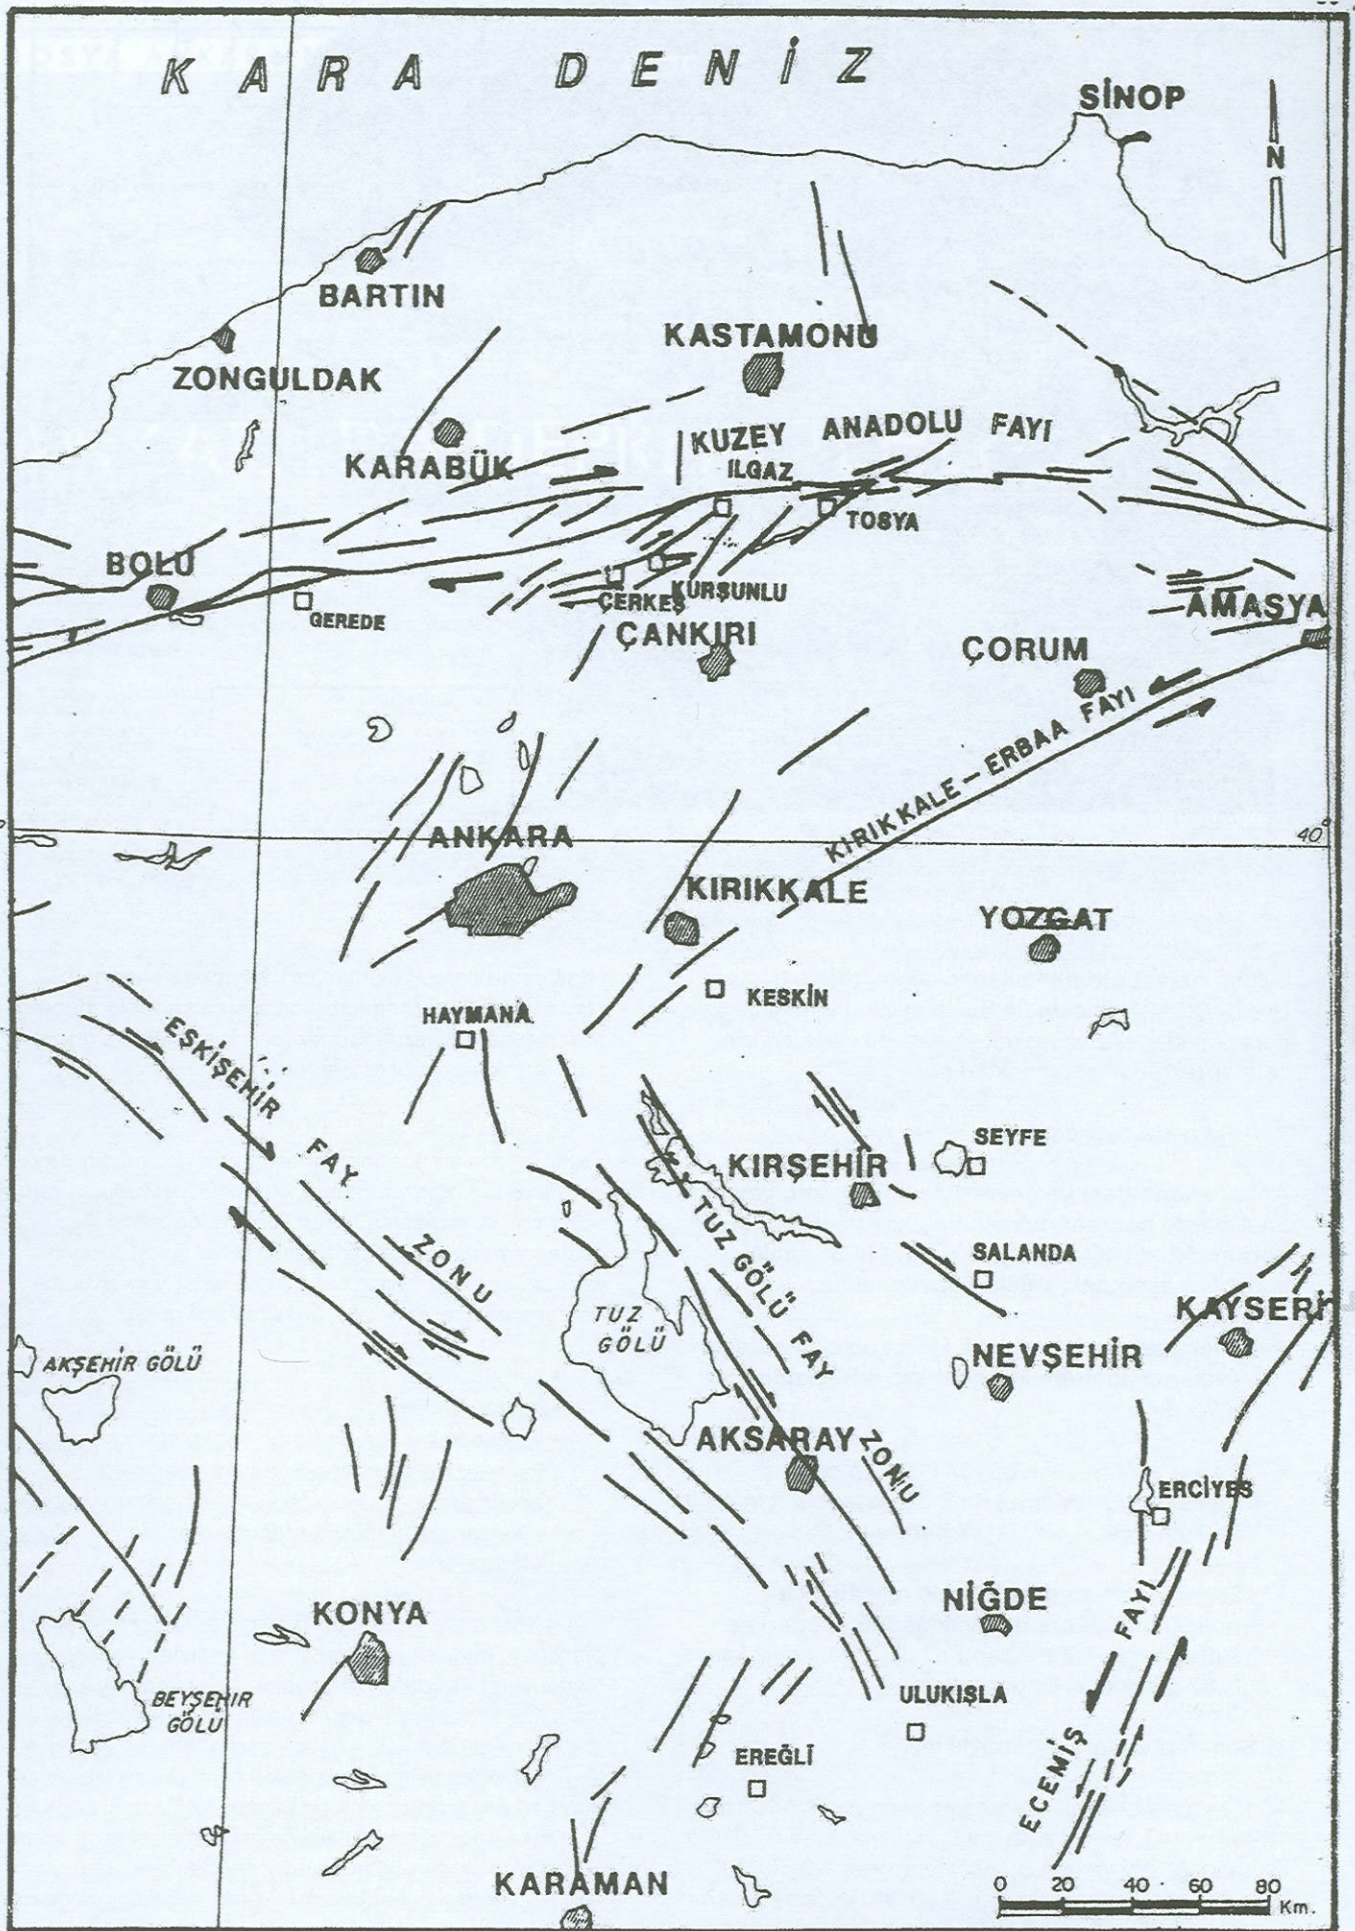 KARA DENİZ
SİNOP
N
BARTIN
KASTAMONU
ZONGULDAK
KUZEY ANADOLU FAYI
KARABÜK
ILGAZ
TOSYA
BOLU
KURŞUNLU
ÇERKEŞ
GEREDE
AMASYA
ÇANKIRI
ÇORUM
KIRIKKALE - ERBAA FAYI
40°
ANKARA
KIRIKKALE
YOZGAT
KESKİN
HAYMANA
ESKİŞEHİR FAY ZONU
SEYFE
KIRŞEHİR
TUZ GÖLÜ FAY ZONU
SALANDA
TUZ
GÖLÜ
KAYSERİ
AKŞEHİR GÖLÜ
NEVŞEHİR
AKSARAY
ERCİYES
NİĞDE
KONYA
ECEMİŞ FAYI
BEYŞEHIR
GÖLÜ
ULUKIŞLA
EREĞLİ
KARAMAN
0 20 40 60 80
Km.